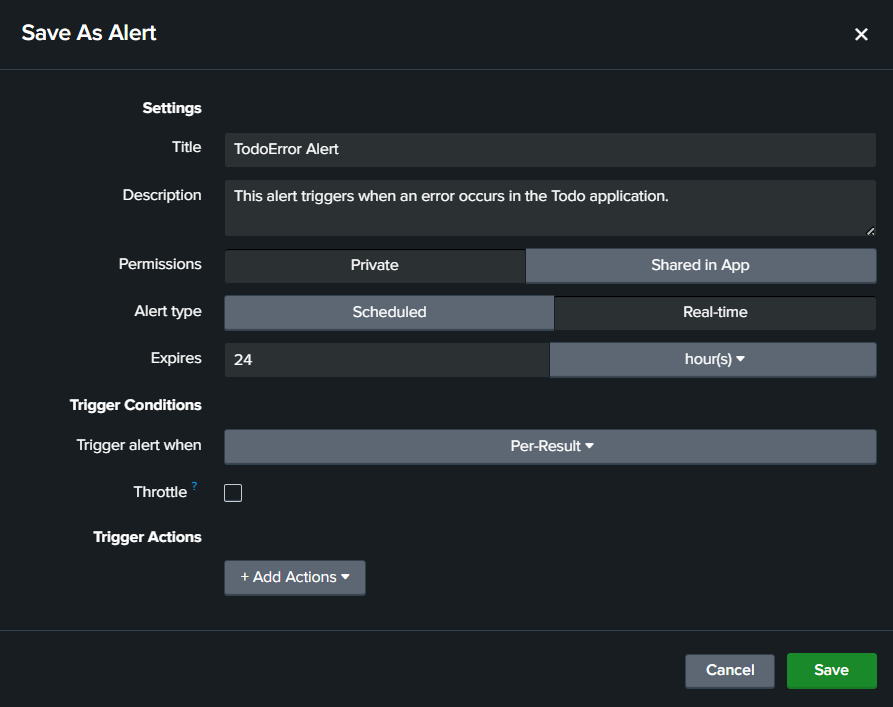 Save As Alert
Settings
Title TodoError Alert
Description This alert triggers when an error occurs in the Todo application.
Permissions Private Shared in App
Alert type Scheduled Real-time
Expires 24 hour(s)
Trigger Conditions
Trigger alert when Per-Result
Throttle ?
Trigger Actions
+ Add Actions
Cancel Save